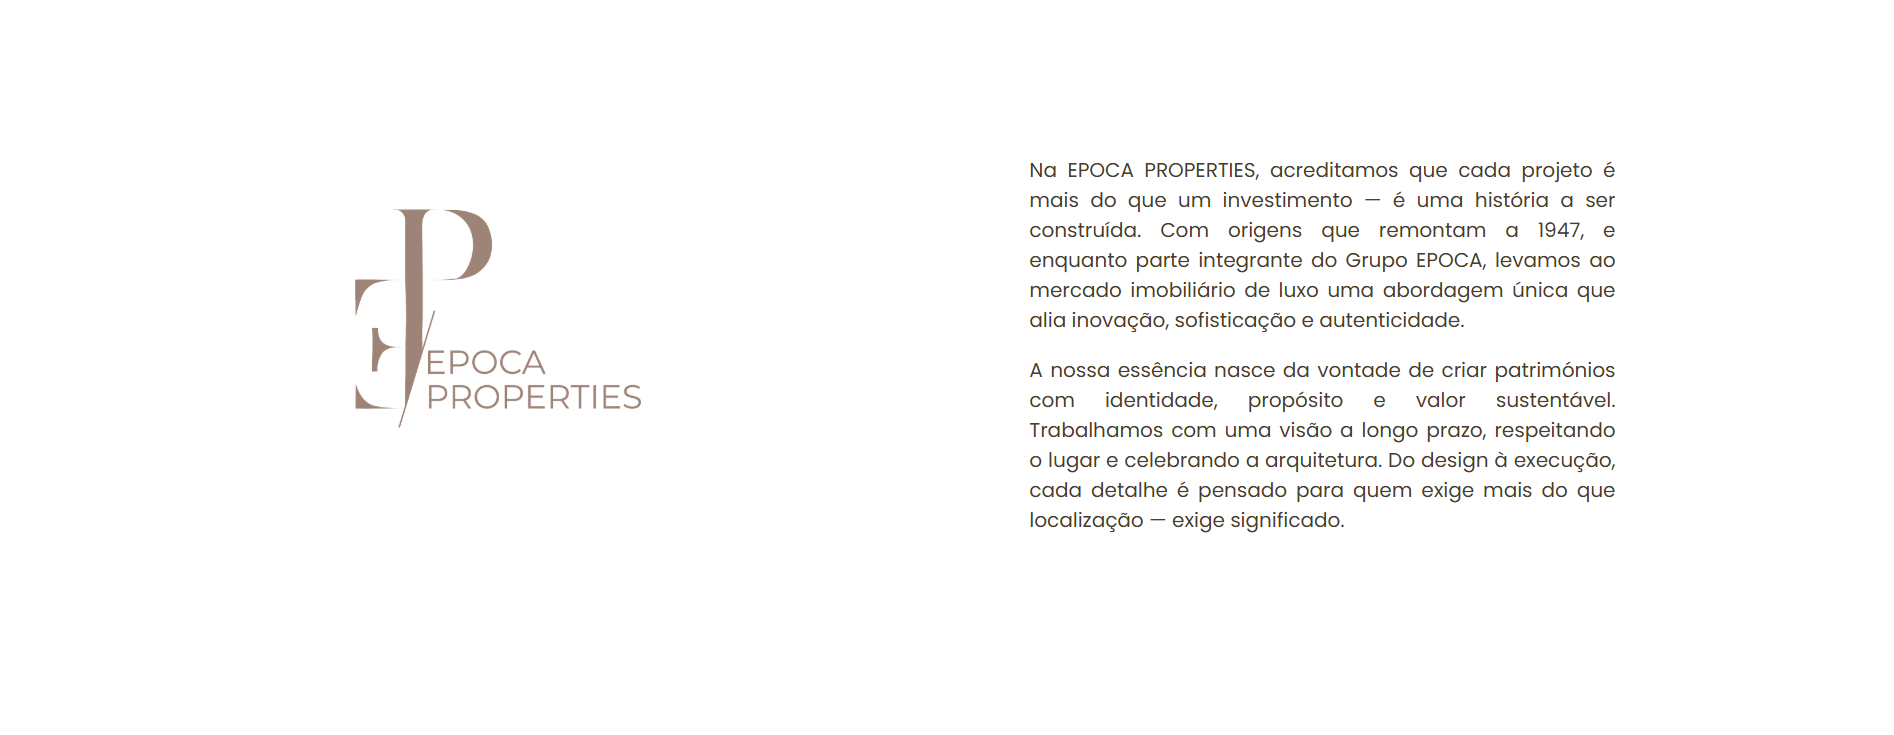 EP
EPOCA
PROPERTIES
Na EPOCA PROPERTIES, acreditamos que cada projeto é
mais do que um investimento — é uma história a ser
construída. Com origens que remontam a 1947, e
enquanto parte integrante do Grupo EPOCA, levamos ao
mercado imobiliário de luxo uma abordagem única que
alia inovação, sofisticação e autenticidade.
A nossa essência nasce da vontade de criar patrimónios
com identidade, propósito e valor sustentável.
Trabalhamos com uma visão a longo prazo, respeitando
o lugar e celebrando a arquitetura. Do design à execução,
cada detalhe é pensado para quem exige mais do que
localização — exige significado.